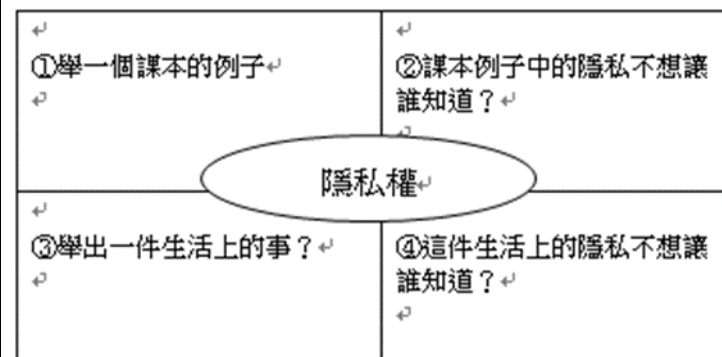 ①舉一個課本的例子
②課本例子中的隱私不想讓
誰知道？
隱私權
③舉出一件生活上的事？
④這件生活上的隱私不想讓
誰知道？